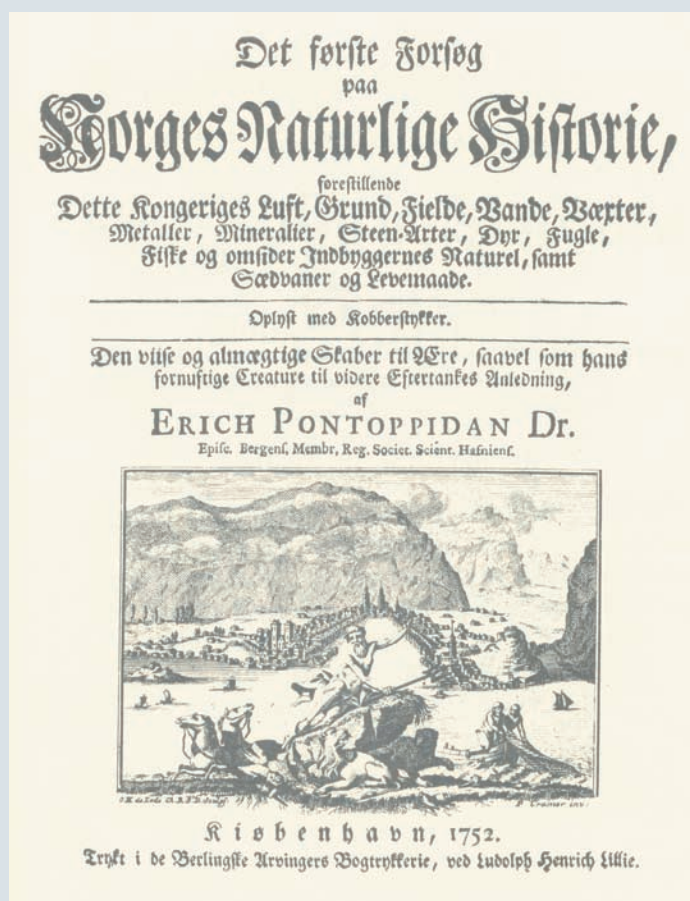 Det første Forsøg
paa
Norges Naturlige Historie,
forestillende
Dette Kongeriges Luft, Grund, Fielde, Vande, Væxter,
Metaller, Mineralier, Steen-Arter, Dyr, Fugle,
Fiske og omsider Indbyggernes Naturel, samt
Sædvaner og Levemaade.
Oplyst med Kobberstykker.
Den viise og almægtige Skaber til Ære, saavel som hans
fornuftige Creature til videre Eftertankes Anledning,
af
ERICH PONTOPPIDAN Dr.
Episc. Bergens. Membr. Reg. Societ. Scient. Hafniens.
P. Cramer inv:
Kiøbenhavn, 1752.
Trykt i de Berlingske Arvingers Bogtrykkerie, ved Ludolph Henrich Lillie.